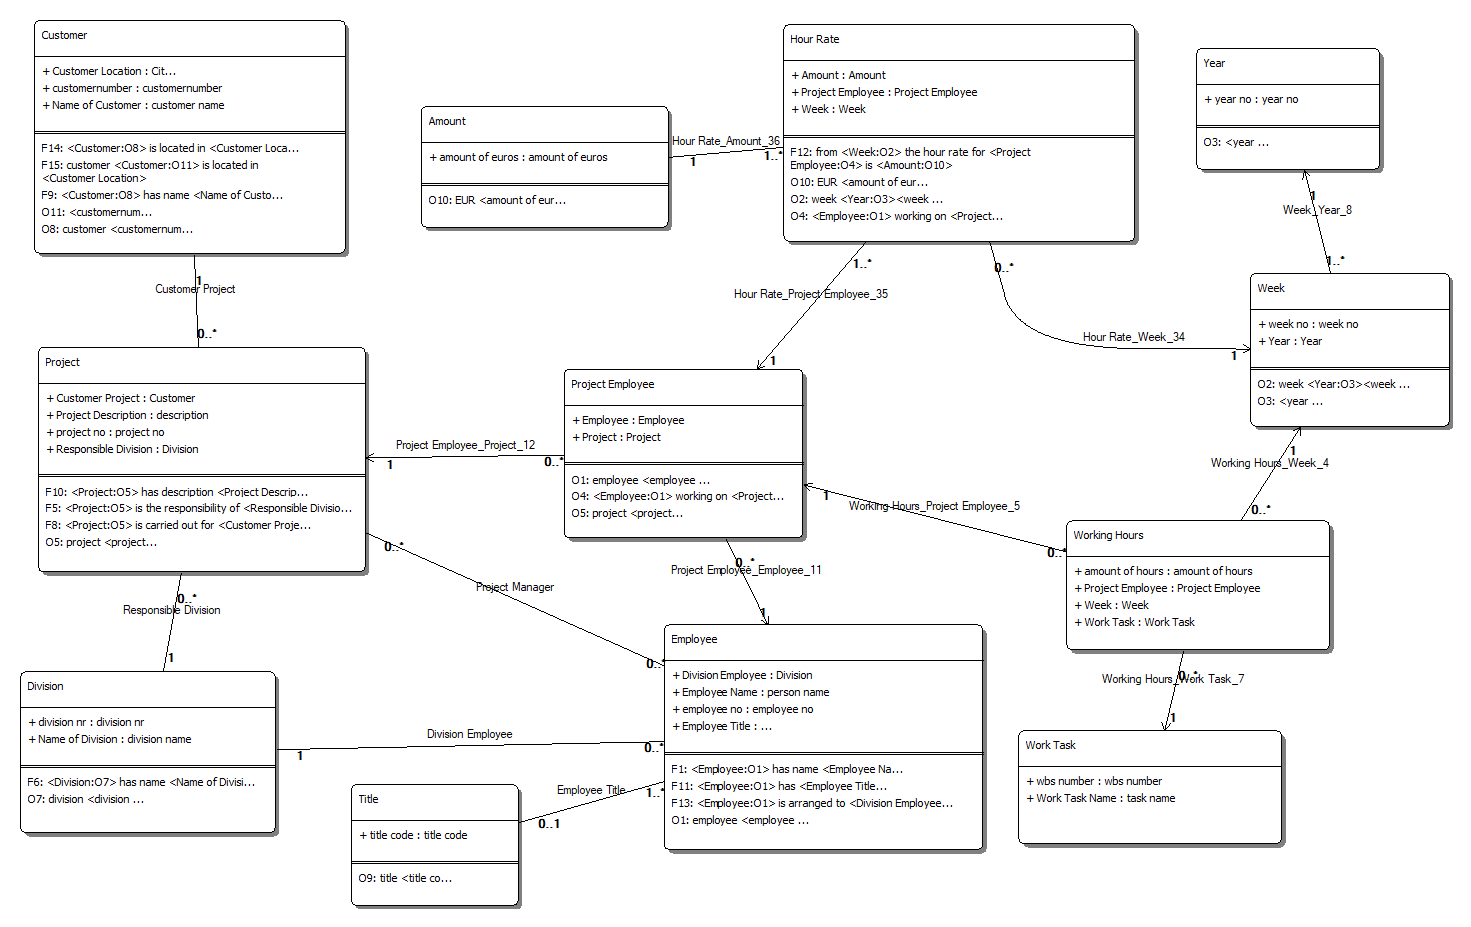 Customer
+ Customer Location : Cit...
+ customernumber : customernumber
+ Name of Customer : customer name
F14: <Customer:O8> is located in <Customer Loca...
F15: customer <Customer:O11> is located in
<Customer Location>
F9: <Customer:O8> has name <Name of Custo...
O11: <customernum...
O8: customer <customernum...
Amount
+ amount of euros : amount of euros
O10: EUR <amount of eur...
Hour Rate_Amount_36
1
1..*
Hour Rate
+ Amount : Amount
+ Project Employee : Project Employee
+ Week : Week
F12: from <Week:O2> the hour rate for <Project
Employee:O4> is <Amount:O10>
O10: EUR <amount of eur...
O2: week <Year:O3><week ...
O4: <Employee:O1> working on <Project...
Year
+ year no : year no
O3: <year ...
1
Week_Year_8
1..*
Week
+ week no : week no
+ Year : Year
O2: week <Year:O3><week ...
O3: <year ...
1
Customer Project
0..*
1..*
Hour Rate_Project Employee_35
1
0..*
Hour Rate_Week_34
1
Project
+ Customer Project : Customer
+ Project Description : description
+ project no : project no
+ Responsible Division : Division
F10: <Project:O5> has description <Project Descrip...
F5: <Project:O5> is the responsibility of <Responsible Divisio...
F8: <Project:O5> is carried out for <Customer Proje...
O5: project <project...
Project Employee_Project_12
1
0..*
Project Employee
+ Employee : Employee
+ Project : Project
O1: employee <employee ...
O4: <Employee:O1> working on <Project...
O5: project <project...
1
Working Hours_Project Employee_5
0..*
1
Working Hours_Week_4
0..*
Working Hours
+ amount of hours : amount of hours
+ Project Employee : Project Employee
+ Week : Week
+ Work Task : Work Task
0..*
Project Manager
0..*
0..*
Project Employee_Employee_11
1
0..*
Responsible Division
1
Division
+ division nr : division nr
+ Name of Division : division name
F6: <Division:O7> has name <Name of Divisi...
O7: division <division ...
Division Employee
1
0..*
Employee
+ Division Employee : Division
+ Employee Name : person name
+ employee no : employee no
+ Employee Title : ...
F1: <Employee:O1> has name <Employee Na...
F11: <Employee:O1> has <Employee Title...
F13: <Employee:O1> is arranged to <Division Employee...
O1: employee <employee ...
Employee Title
1..*
0..1
Title
+ title code : title code
O9: title <title co...
0..*
Working Hours_Work Task_7
1
Work Task
+ wbs number : wbs number
+ Work Task Name : task name